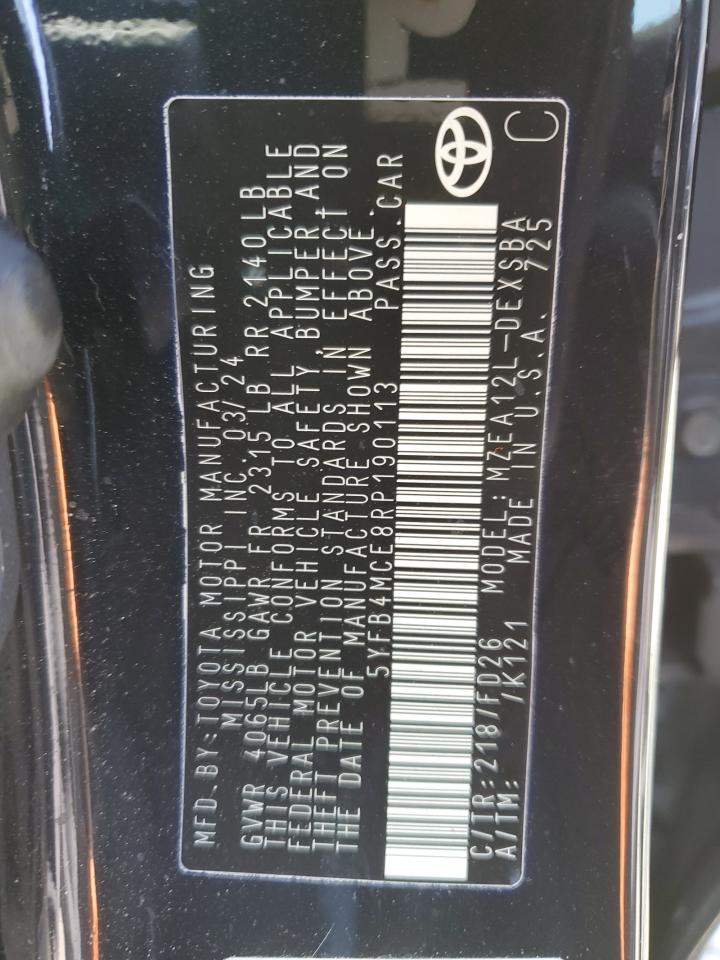 MFD. BY: TOYOTA MOTOR MANUFACTURING
MISSISSIPPI INC 03/24
GVWR 4065LB GAWR FR 2315 LB RR 2140LB
THIS VEHICLE CONFORMS TO ALL APPLICABLE
FEDERAL MOTOR VEHICLE SAFETY, BUMPER AND
THEFT PREVENTION STANDARDS IN EFFECT ON
THE DATE OF MANUFACTURE SHOWN ABOVE.
5YFB4MCE8RP190113 PASS. CAR
C/TR: 218/FD26 MODEL: MZEA12L-DEXSBA
A/TM: /K121 MADE IN U.S.A. 725
C